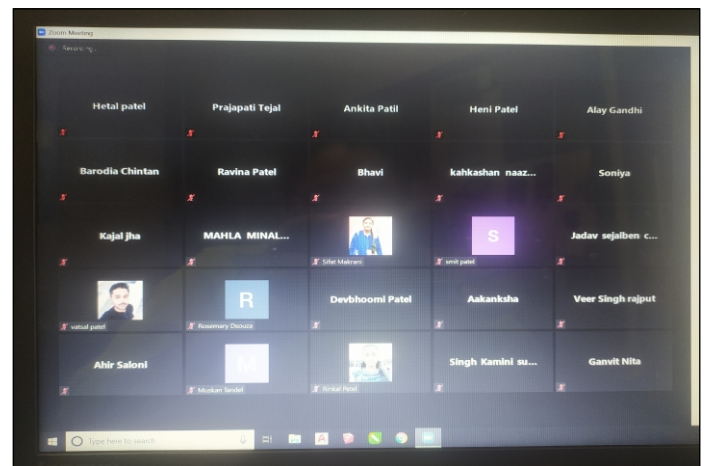 Zoom Meeting
Recording...
Hetal patel
Prajapati Tejal
Ankita Patil
Heni Patel
Alay Gandhi
Barodia Chintan
Ravina Patel
Bhavi
kahkashan naaz...
Soniya
Kajal jha
MAHLA MINAL...
Sifat Makrani
S
smit patel
Jadav sejalben c...
vatsal patel
R
Rosemary Dsouza
Devbhoomi Patel
Aakanksha
Veer Singh rajput
Ahir Saloni
M
Muskan Sandel
Rinkal Patel
Singh Kamini su...
Ganvit Nita
Type here to search